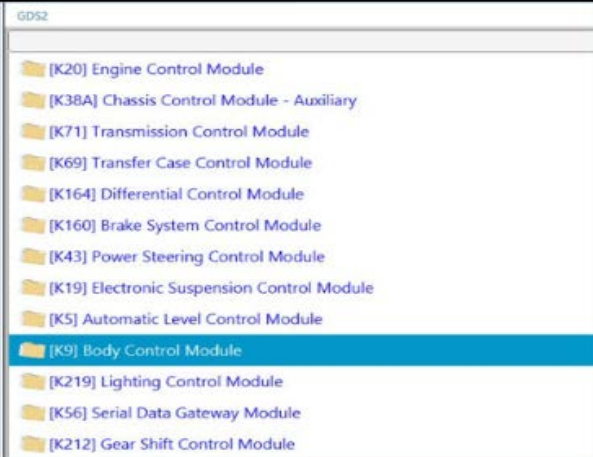 GDS2
[K20] Engine Control Module
[K38A] Chassis Control Module - Auxiliary
[K71] Transmission Control Module
[K69] Transfer Case Control Module
[K164] Differential Control Module
[K160] Brake System Control Module
[K43] Power Steering Control Module
[K19] Electronic Suspension Control Module
[K5] Automatic Level Control Module
[K9] Body Control Module
[K219] Lighting Control Module
[K56] Serial Data Gateway Module
[K212] Gear Shift Control Module